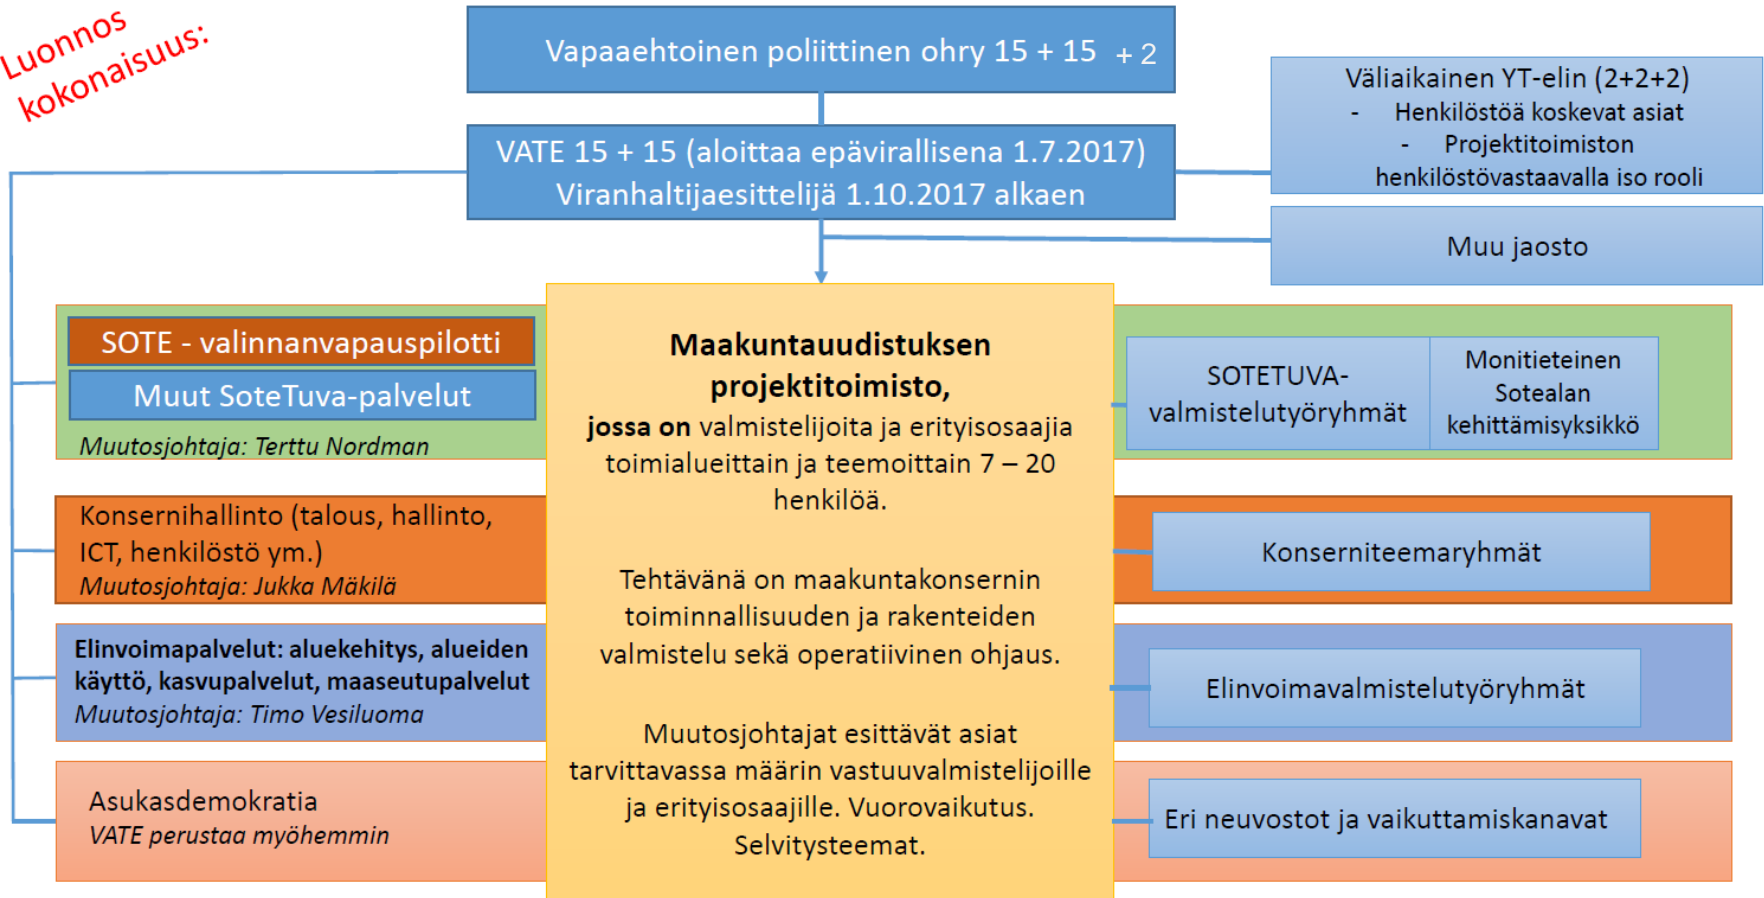 Luonnos
kokonaisuus:
Vapaaehtoinen poliittinen ohry 15 + 15 + 2
VATE 15 + 15 (aloittaa epävirallisena 1.7.2017)
Viranhaltijaesittelijä 1.10.2017 alkaen
Väliaikainen YT-elin (2+2+2)
- Henkilöstöä koskevat asiat
- Projektitoimiston
henkilöstövastaavalla iso rooli
Muu jaosto
SOTE - valinnanvapauspilotti
Muut SoteTuva-palvelut
Muutosjohtaja: Terttu Nordman
Konsernihallinto (talous, hallinto,
ICT, henkilöstö ym.)
Muutosjohtaja: Jukka Mäkilä
Elinvoimapalvelut: aluekehitys, alueiden
käyttö, kasvupalvelut, maaseutupalvelut
Muutosjohtaja: Timo Vesiluoma
Asukasdemokratia
VATE perustaa myöhemmin
Maakuntauudistuksen
projektitoimisto,
jossa on valmistelijoita ja erityisosaajia
toimialueittain ja teemoittain 7 – 20
henkilöä.
Tehtävänä on maakuntakonsernin
toiminnallisuuden ja rakenteiden
valmistelu sekä operatiivinen ohjaus.
Muutosjohtajat esittävät asiat
tarvittavassa määrin vastuuvalmistelijoille
ja erityisosaajille. Vuorovaikutus.
Selvitysteemat.
SOTETUVA-
valmistelutyöryhmät
Monitieteinen
Sotealan
kehittämisyksikkö
Konserniteemaryhmät
Elinvoimavalmistelutyöryhmät
Eri neuvostot ja vaikuttamiskanavat